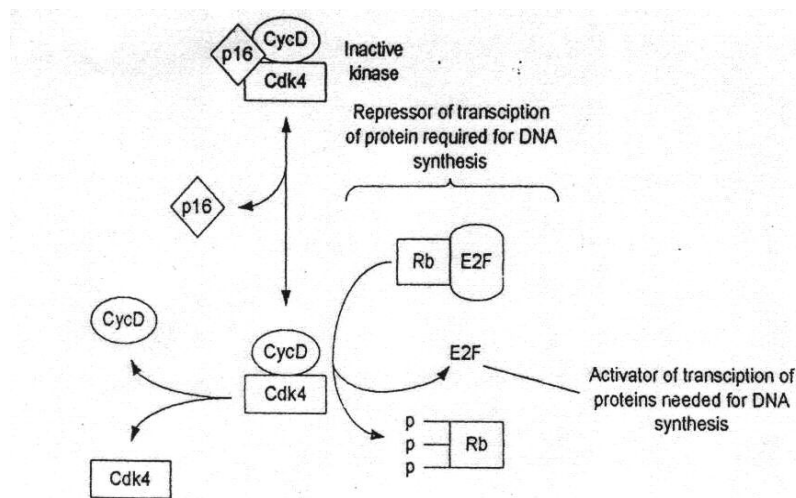 CycD
p16
Cdk4
Inactive
kinase
Repressor of transciption
of protein required for DNA
synthesis
p16
Rb
E2F
CycD
CycD
Cdk4
E2F
Activator of transciption of
proteins needed for DNA
synthesis
p
p
p
Rb
Cdk4